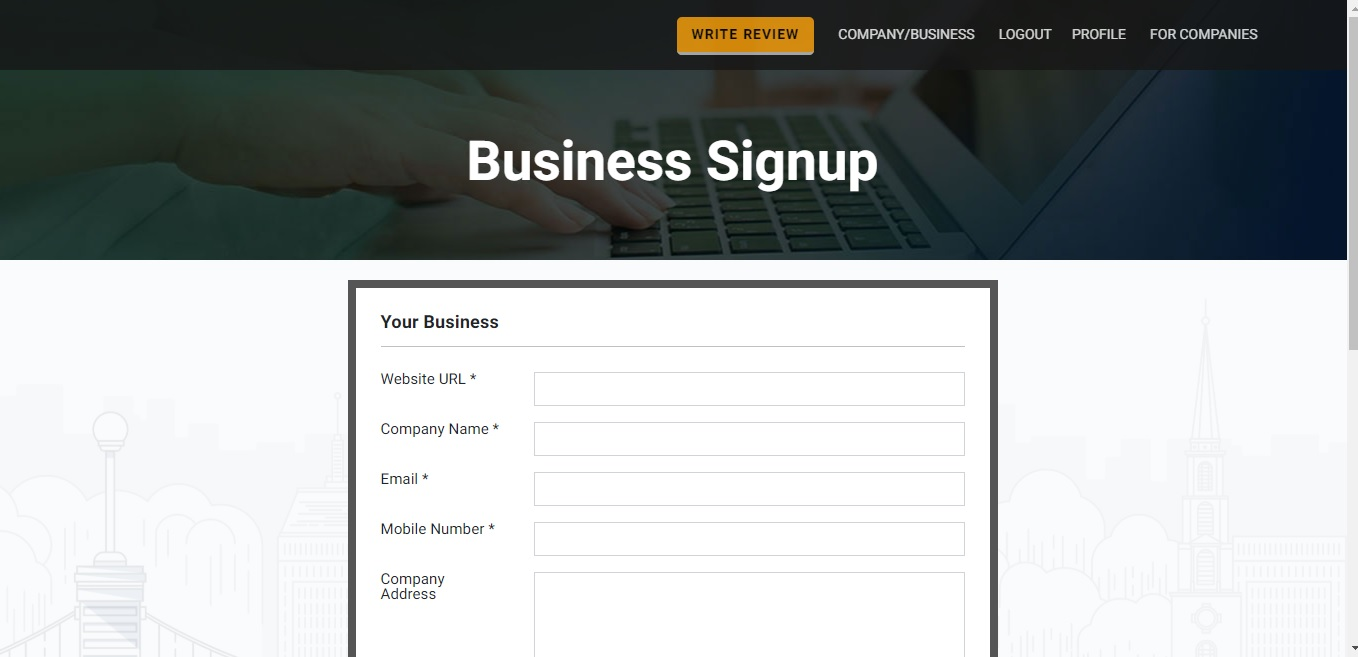 WRITE REVIEW COMPANY/BUSINESS LOGOUT PROFILE FOR COMPANIES
Business Signup
Your Business
Website URL *
Company Name *
Email *
Mobile Number *
Company
Address